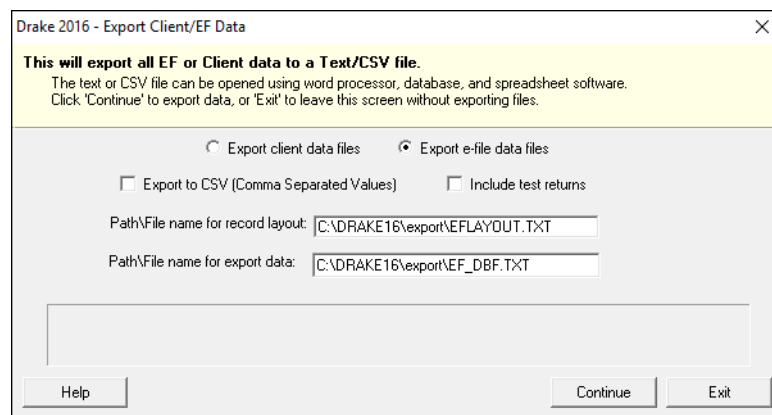 Drake 2016 - Export Client/EF Data
This will export all EF or Client data to a Text/CSV file.
The text or CSV file can be opened using word processor, database, and spreadsheet software.
Click 'Continue' to export data, or 'Exit' to leave this screen without exporting files.
Export client data files Export e-file data files
Export to CSV (Comma Separated Values) Include test returns
Path\File name for record layout: C:\DRAKE16\export\EFLAYOUT.TXT
Path\File name for export data: C:\DRAKE16\export\EF_DBF.TXT
Help Continue Exit